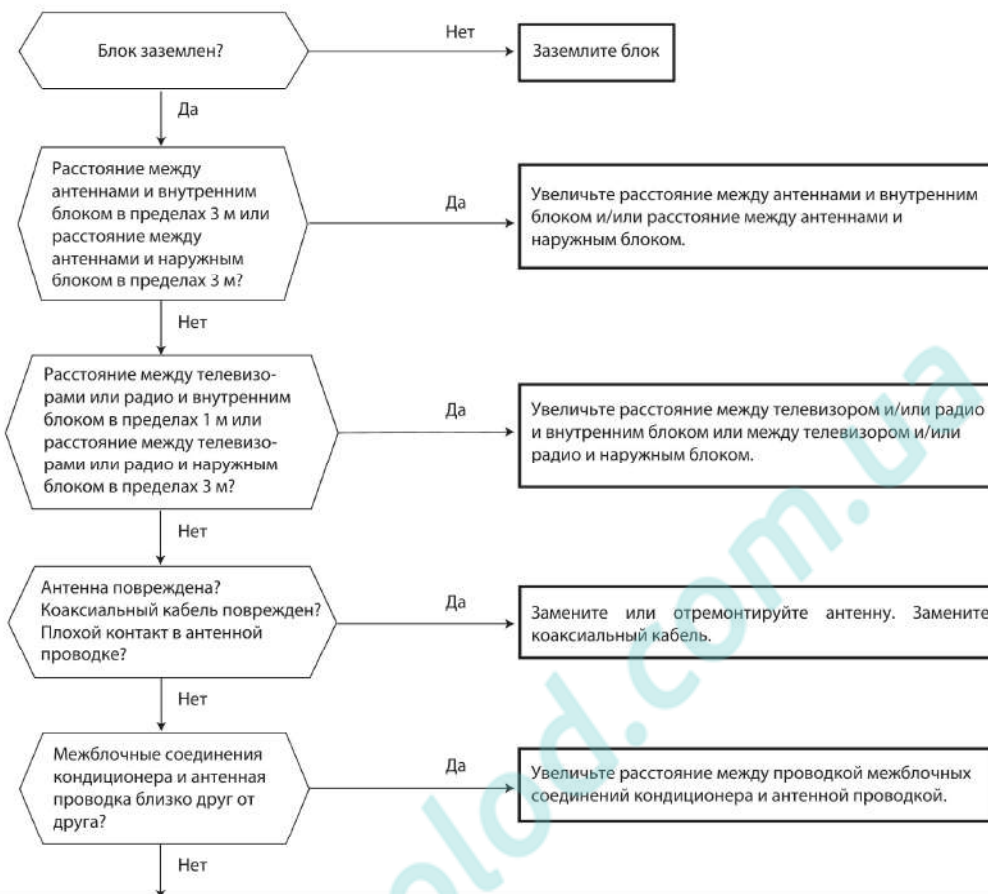 Блок заземлен?
Нет
Заземлите блок
Да
Расстояние между
антеннами и внутренним
блоком в пределах 3 м или
расстояние между
антеннами и наружным
блоком в пределах 3 м?
Да
Увеличьте расстояние между антеннами и внутренним
блоком и/или расстояние между антеннами и
наружным блоком.
Нет
Расстояние между телевизо-
рами или радио и внутренним
блоком в пределах 1 м или
расстояние между телевизо-
рами или радио и наружным
блоком в пределах 3 м?
Да
Увеличьте расстояние между телевизором и/или радио
и внутренним блоком или между телевизором и/или
радио и наружным блоком.
Нет
Антенна повреждена?
Коаксиальный кабель поврежден?
Плохой контакт в антенной
проводке?
Да
Замените или отремонтируйте антенну. Замените
коаксиальный кабель.
Нет
Межблочные соединения
кондиционера и антенная
проводка близко друг от
друга?
Да
Увеличьте расстояние между проводкой межблочных
соединений кондиционера и антенной проводкой.
Нет
olod.com.ua